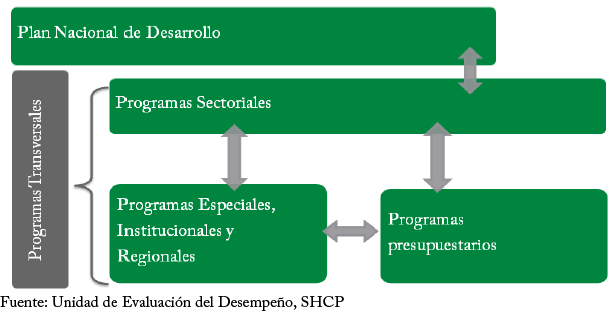 Plan Nacional de Desarrollo
Programas Transversales
Programas Sectoriales
Programas Especiales,
Institucionales y
Regionales
Programas
presupuestarios
Fuente: Unidad de Evaluación del Desempeño, SHCP